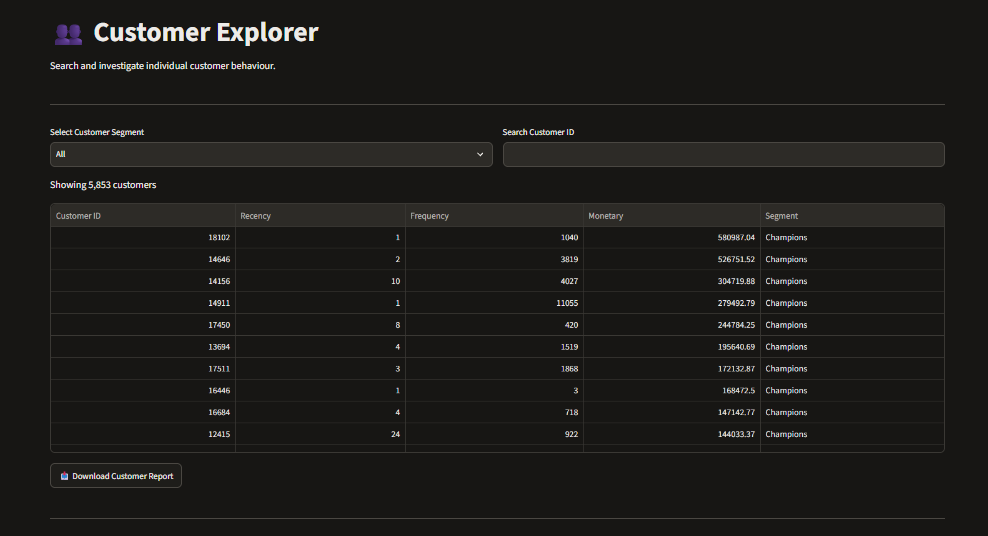 Customer Explorer
Search and investigate individual customer behaviour.
Select Customer Segment
Search Customer ID
All
Showing 5,853 customers
Customer ID Recency Frequency Monetary Segment
18102 1 1040 580987.04 Champions
14646 2 3819 526751.52 Champions
14156 10 4027 304719.88 Champions
14911 1 11055 279492.79 Champions
17450 8 420 244784.25 Champions
13694 4 1519 195640.69 Champions
17511 3 1868 172132.87 Champions
16446 1 3 168472.5 Champions
16684 4 718 147142.77 Champions
12415 24 922 144033.37 Champions
Download Customer Report